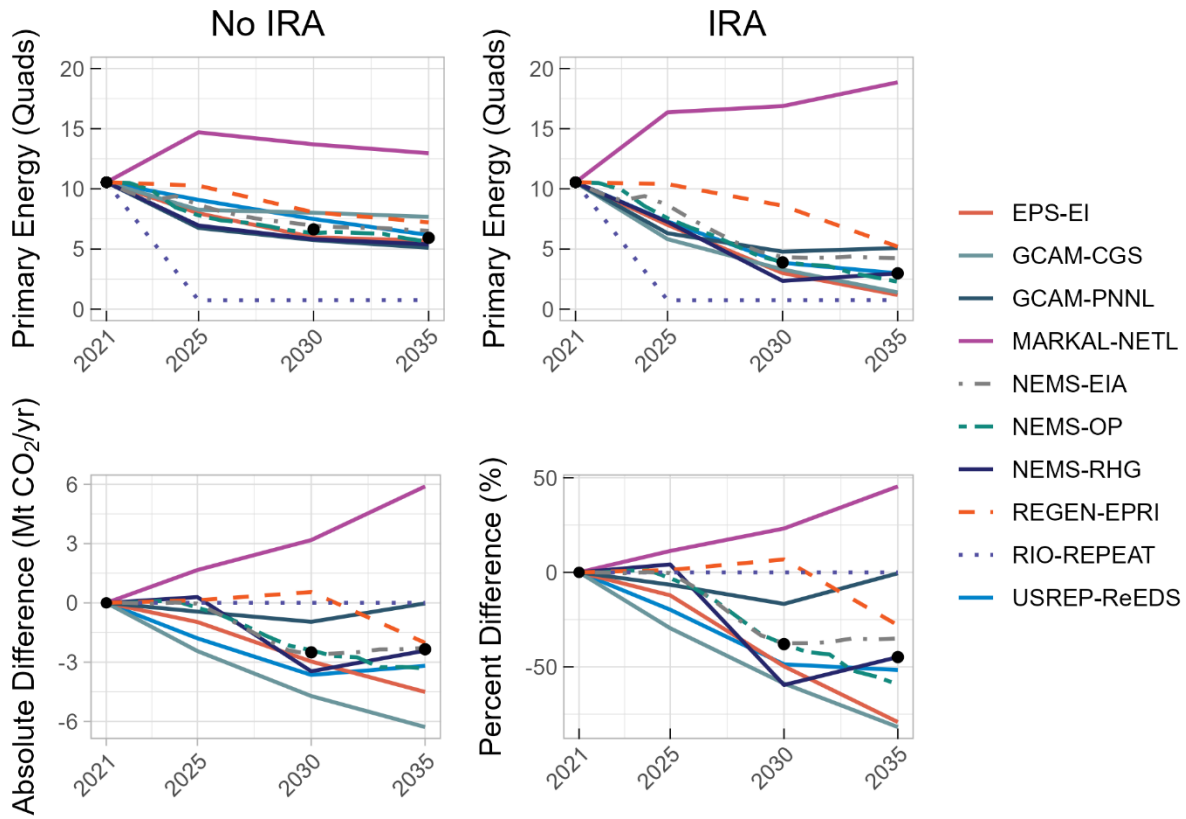 No IRA
IRA
Primary Energy (Quads)
20
15
10
5
0
2021
2025
2030
2035
Primary Energy (Quads)
20
15
10
5
0
2021
2025
2030
2035
EPS-EI
GCAM-CGS
GCAM-PNNL
MARKAL-NETL
NEMS-EIA
NEMS-OP
NEMS-RHG
REGEN-EPRI
RIO-REPEAT
USREP-ReEDS
Absolute Difference (Mt CO₂/yr)
6
3
0
-3
-6
2021
2025
2030
2035
Percent Difference (%)
50
0
-50
2021
2025
2030
2035